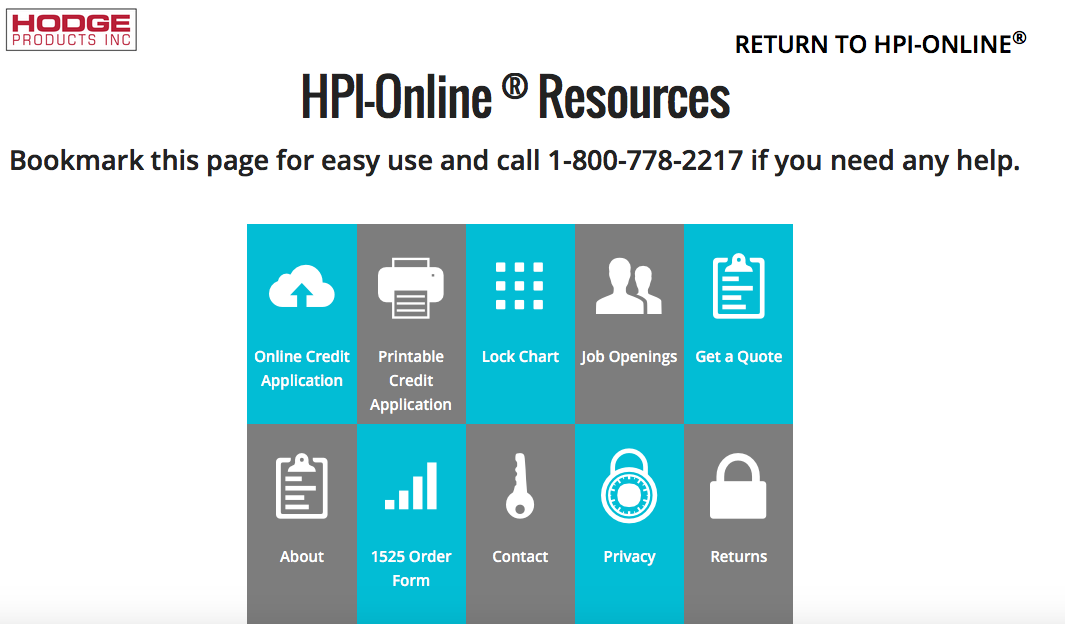 HODGE
PRODUCTS INC
RETURN TO HPI-ONLINE®
HPI-Online ® Resources
Bookmark this page for easy use and call 1-800-778-2217 if you need any help.
Online Credit
Application
Printable
Credit
Application
Lock Chart
Job Openings
Get a Quote
About
1525 Order
Form
Contact
Privacy
Returns